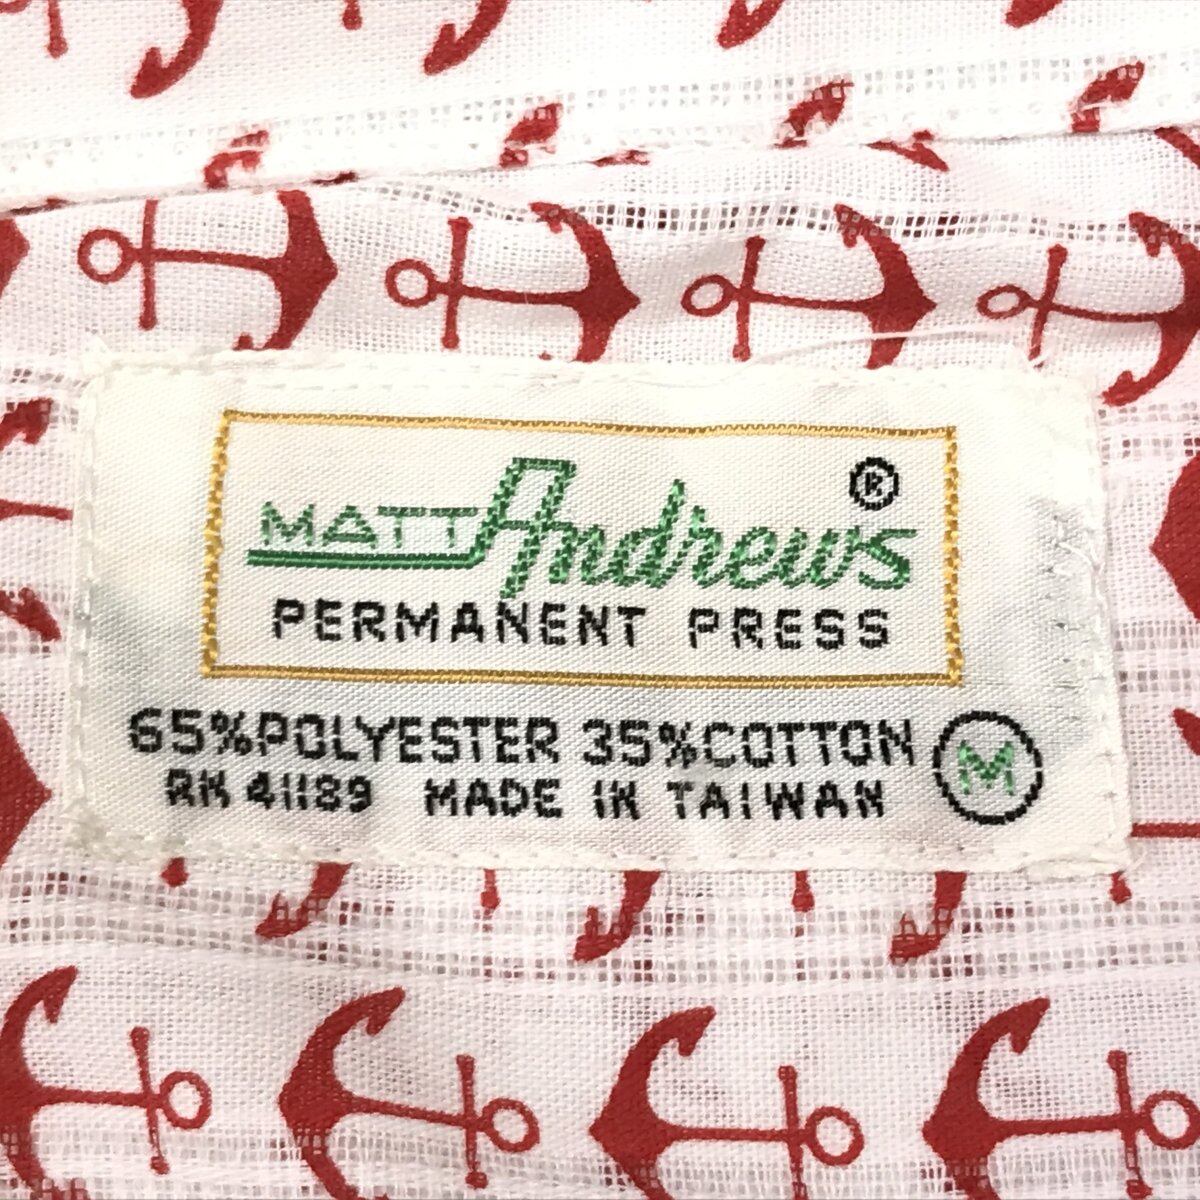 MATT Andrews ®
PERMANENT PRESS
65% POLYESTER 35% COTTON
RN 41189 MADE IN TAIWAN
M